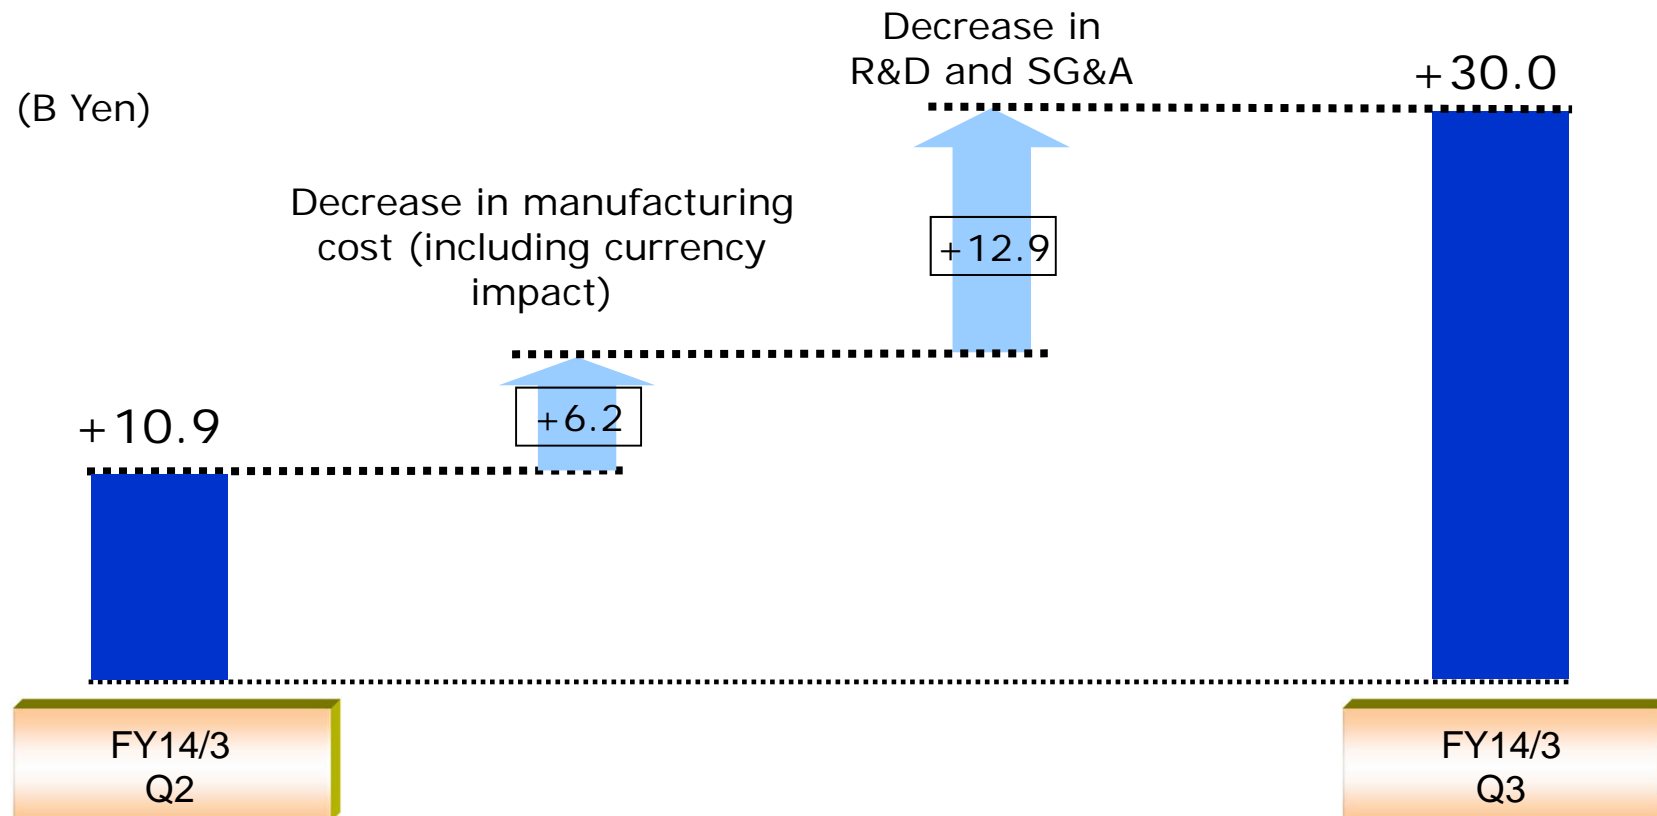 (B Yen)
Decrease in
R&D and SG&A
+30.0
Decrease in manufacturing
cost (including currency
impact)
+12.9
+6.2
+10.9
FY14/3
Q2
FY14/3
Q3